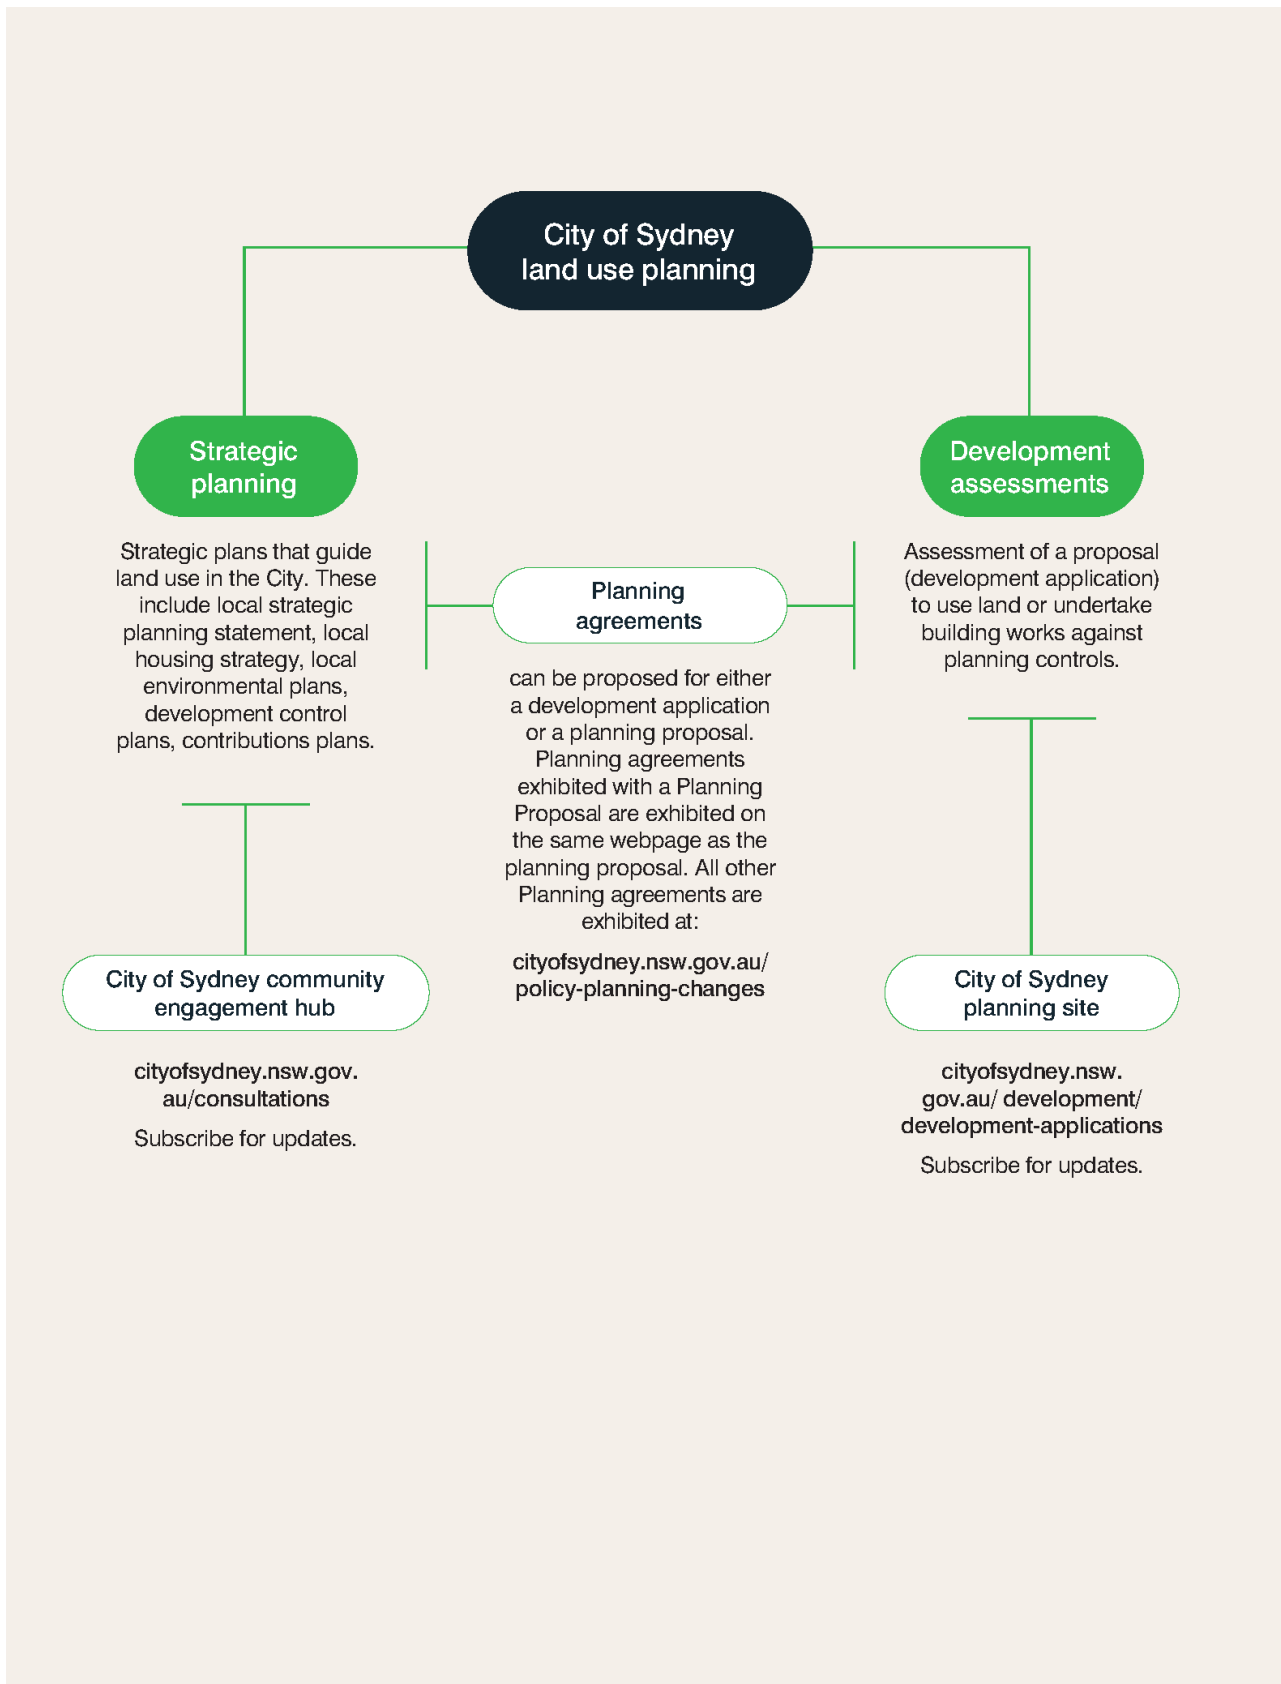 City of Sydney
land use planning
Strategic
planning
Strategic plans that guide
land use in the City. These
include local strategic
planning statement, local
housing strategy, local
environmental plans,
development control
plans, contributions plans.
City of Sydney community
engagement hub
cityofsydney.nsw.gov.
au/consultations
Subscribe for updates.
Planning
agreements
can be proposed for either
a development application
or a planning proposal.
Planning agreements
exhibited with a Planning
Proposal are exhibited on
the same webpage as the
planning proposal. All other
Planning agreements are
exhibited at:
cityofsydney.nsw.gov.au/
policy-planning-changes
Development
assessments
Assessment of a proposal
(development application)
to use land or undertake
building works against
planning controls.
City of Sydney
planning site
cityofsydney.nsw.
gov.au/ development/
development-applications
Subscribe for updates.